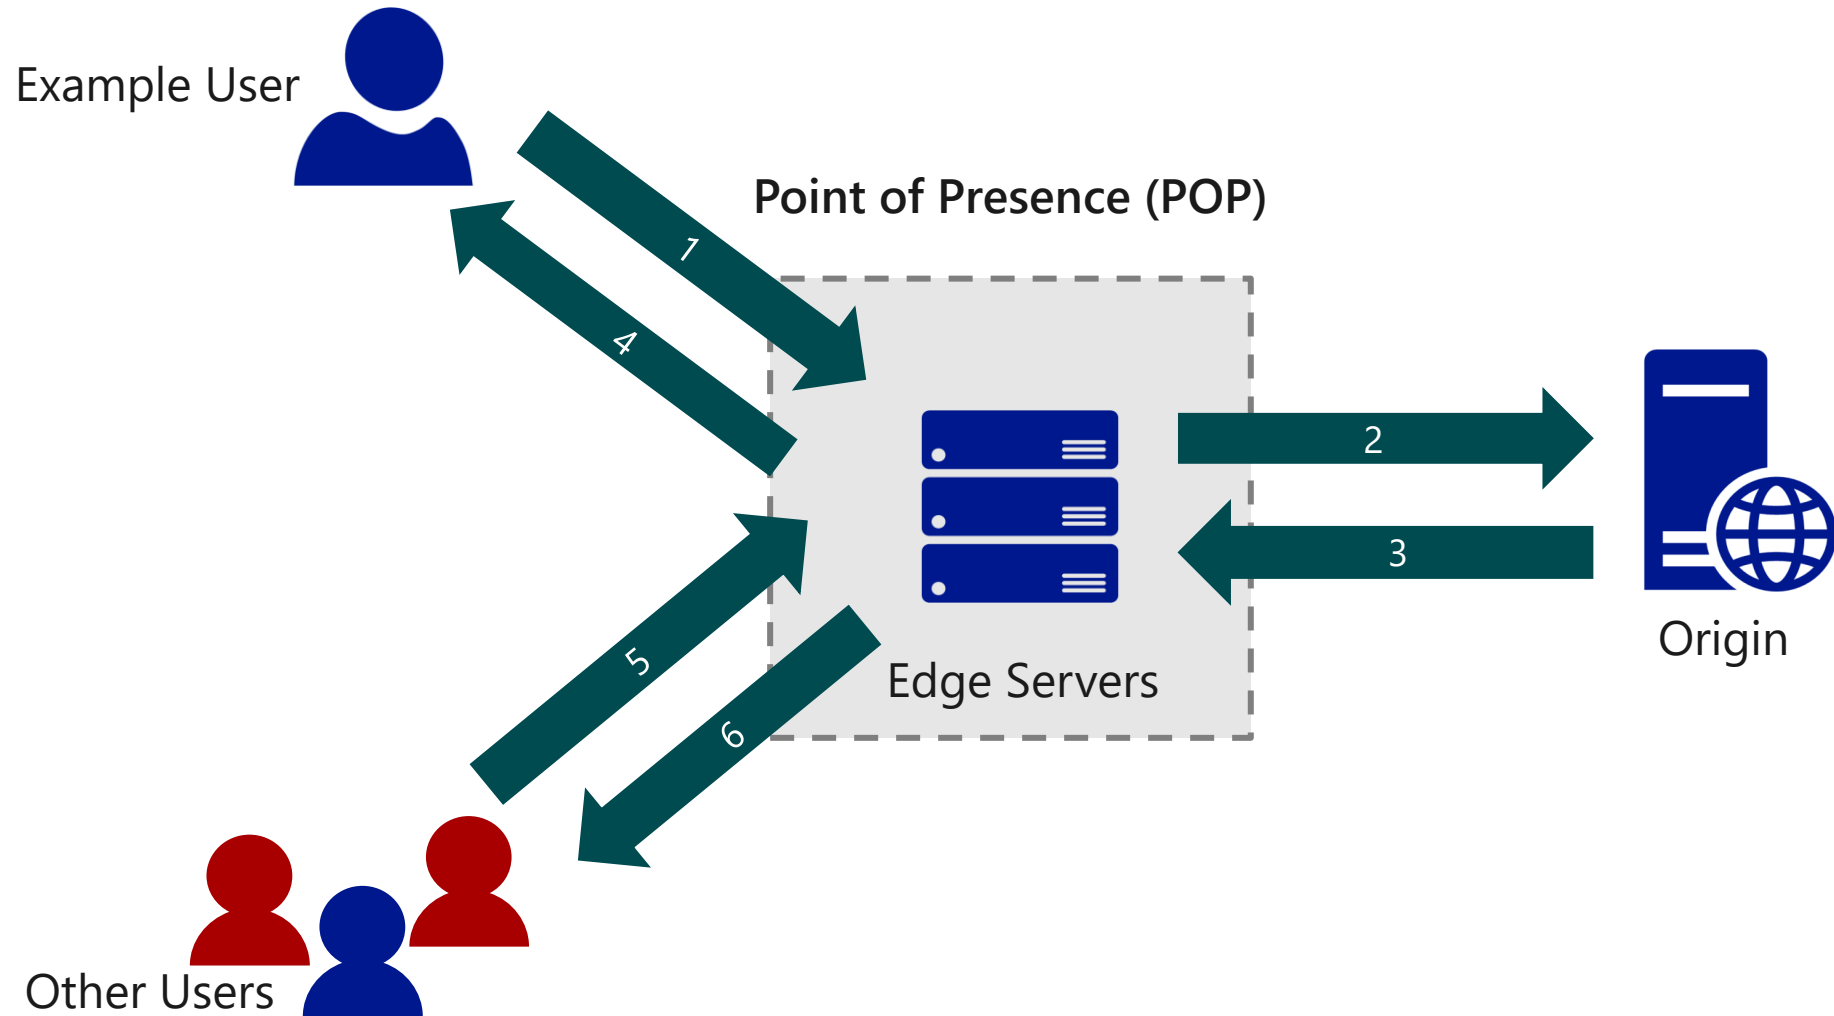 Example User
Point of Presence (POP)
1
4
2
3
5
6
Edge Servers
Origin
Other Users